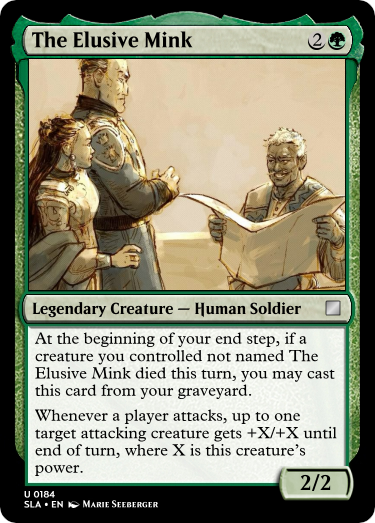 The Elusive Mink 2
Legendary Creature — Human Soldier
At the beginning of your end step, if a
creature you controlled not named The
Elusive Mink died this turn, you may cast
this card from your graveyard.
Whenever a player attacks, up to one
target attacking creature gets +X/+X until
end of turn, where X is this creature's
power.
2/2
U 0184
SLA • EN Marie Seeberger